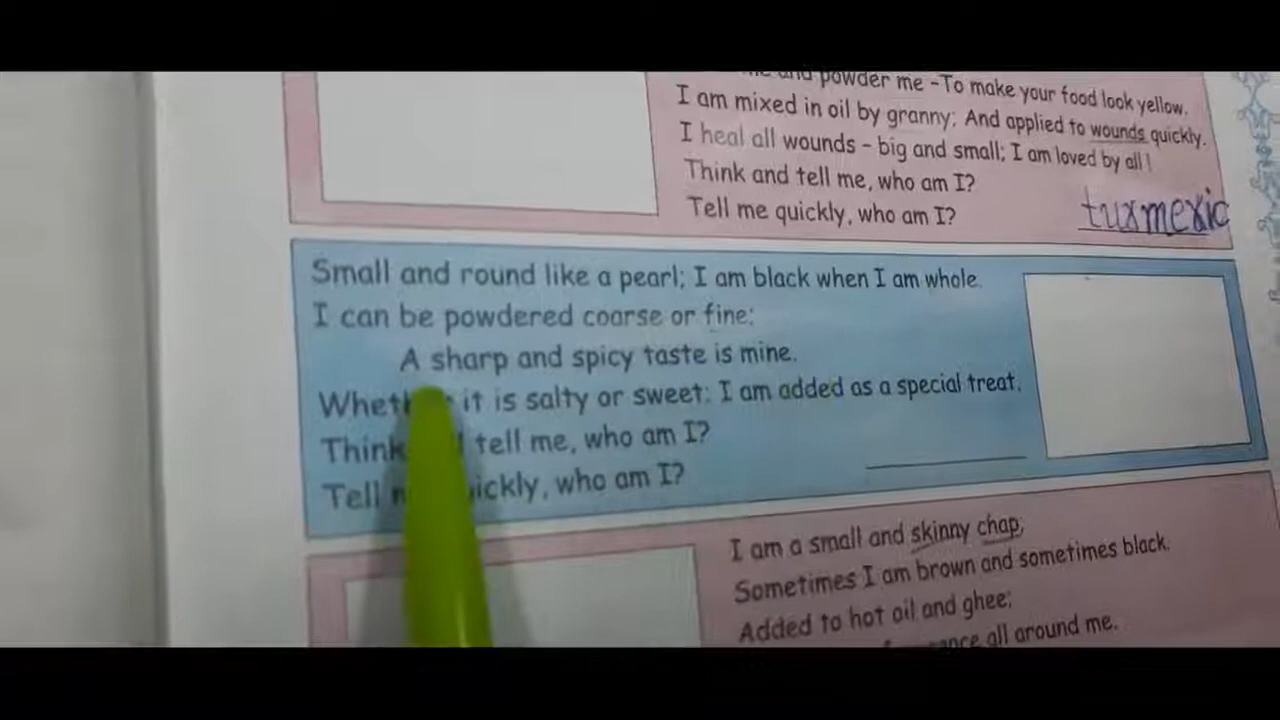 and powder me - To make your food look yellow.
I am mixed in oil by granny; And applied to wounds quickly.
I heal all wounds - big and small; I am loved by all!
Think and tell me, who am I?
Tell me quickly, who am I?
turmeric
Small and round like a pearl; I am black when I am whole.
I can be powdered coarse or fine;
A sharp and spicy taste is mine.
Whether it is salty or sweet; I am added as a special treat.
Think tell me, who am I?
Tell quickly, who am I?
I am a small and skinny chap;
Sometimes I am brown and sometimes black.
Added to hot oil and ghee;
all around me.